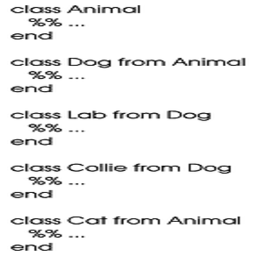 class Animal
%% ...
end
class Dog from Animal
%% ...
end
class Lab from Dog
%% ...
end
class Collie from Dog
%% ...
end
class Cat from Animal
%% ...
end